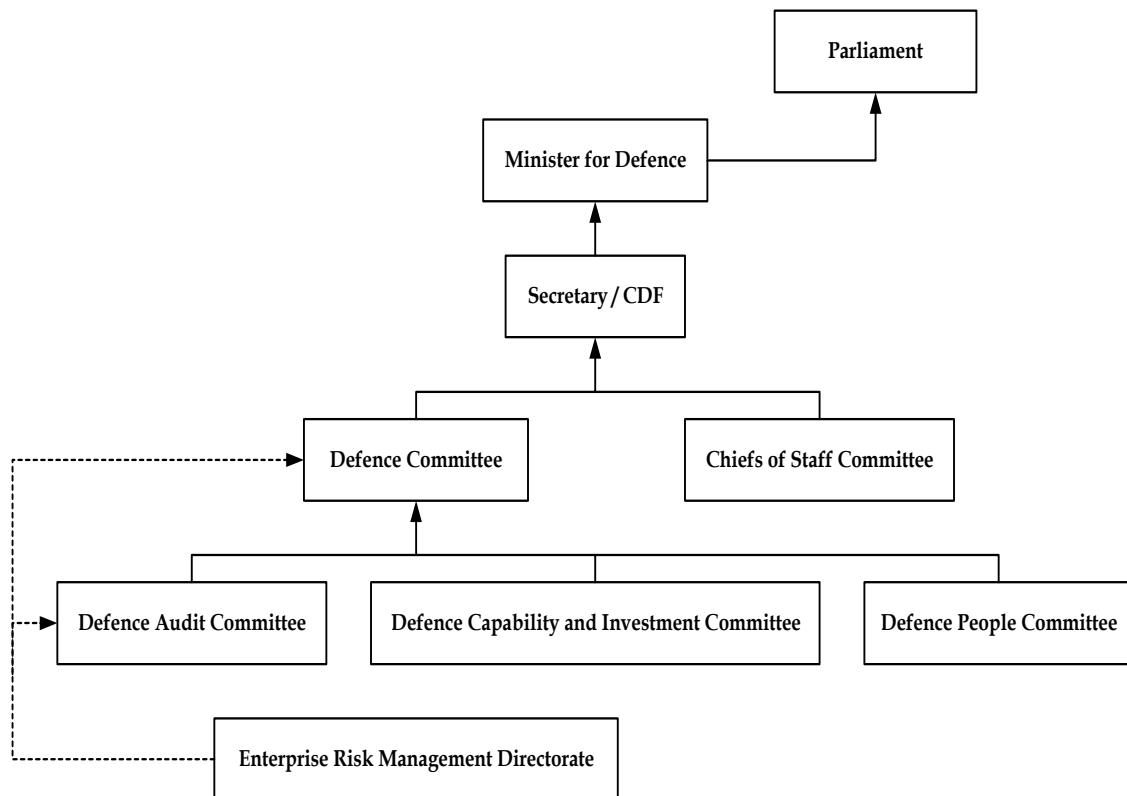 Parliament
Minister for Defence
Secretary / CDF
Defence Committee
Chiefs of Staff Committee
Defence Audit Committee
Defence Capability and Investment Committee
Defence People Committee
Enterprise Risk Management Directorate